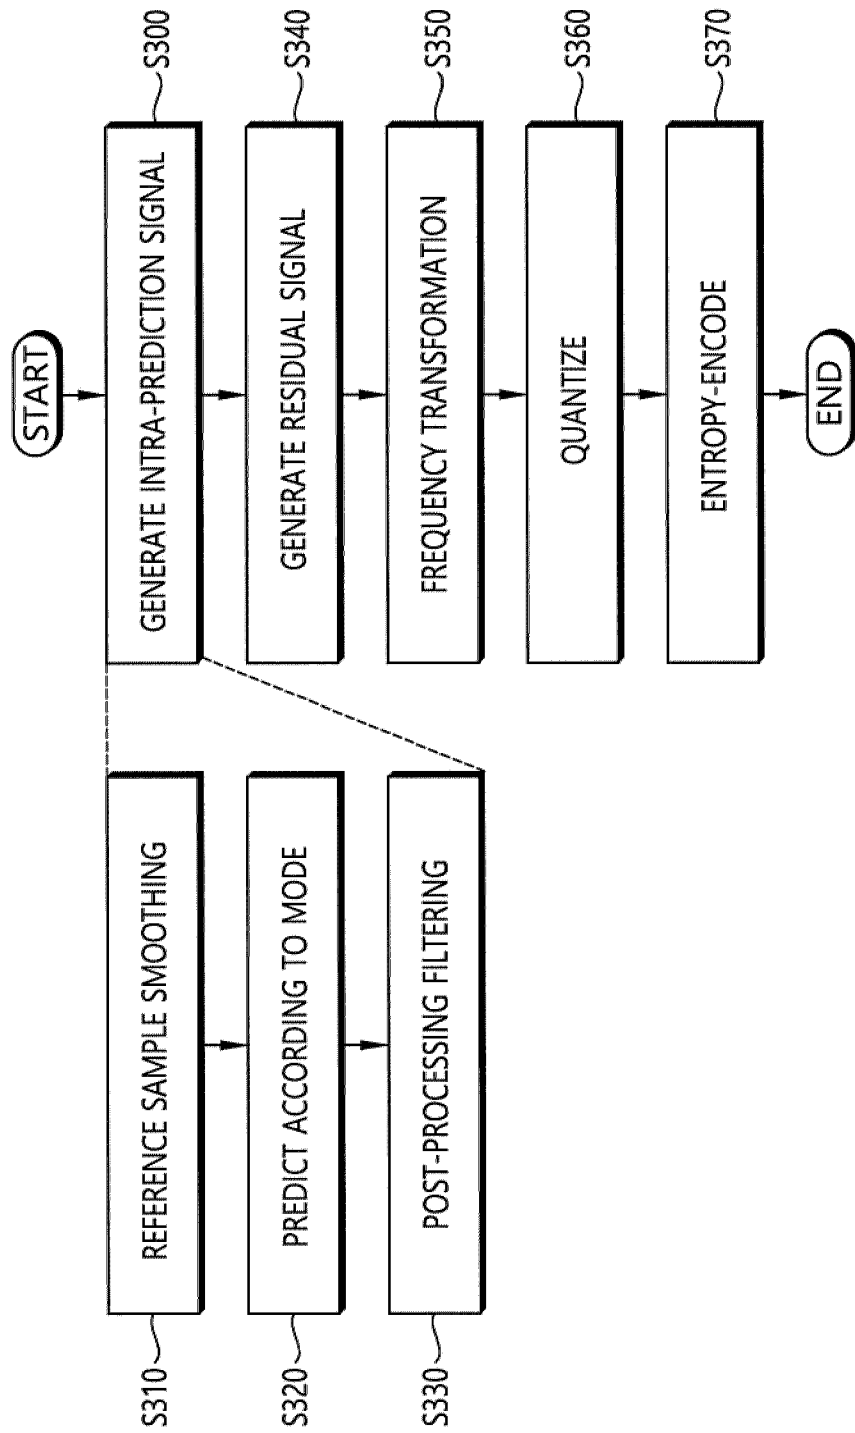 START
GENERATE INTRA-PREDICTION SIGNAL
S300
GENERATE RESIDUAL SIGNAL
S340
FREQUENCY TRANSFORMATION
S350
QUANTIZE
S360
ENTROPY-ENCODE
S370
END
S310
REFERENCE SAMPLE SMOOTHING
S320
PREDICT ACCORDING TO MODE
S330
POST-PROCESSING FILTERING